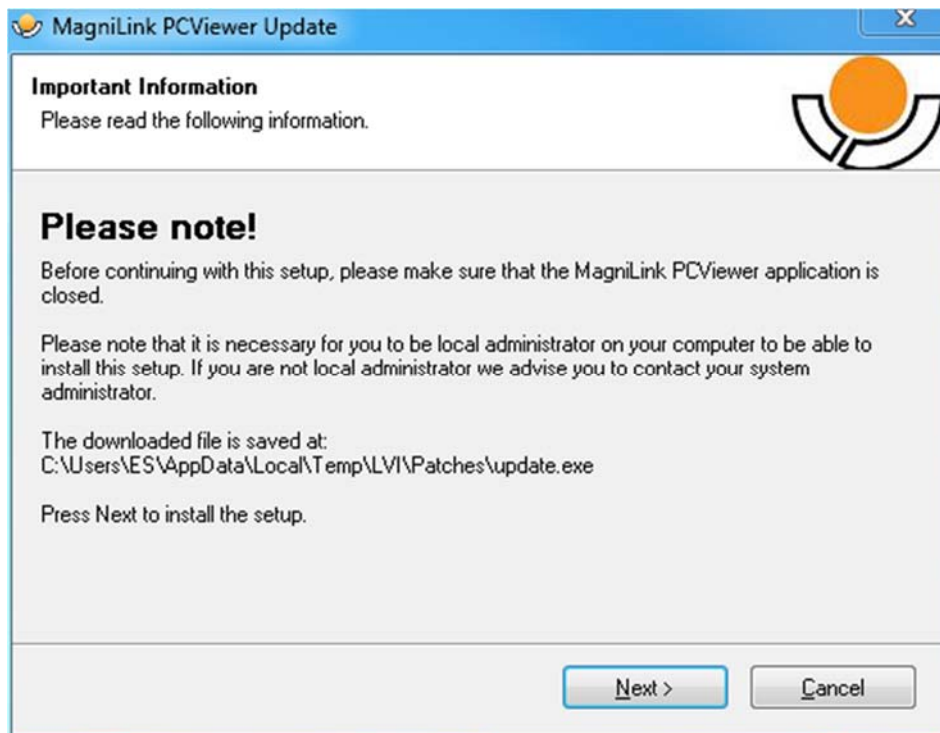 MagniLink PCViewer Update
Important Information
Please read the following information.
Please note!
Before continuing with this setup, please make sure that the MagniLink PCViewer application is
closed.
Please note that it is necessary for you to be local administrator on your computer to be able to
install this setup. If you are not local administrator we advise you to contact your system
administrator.
The downloaded file is saved at:
C:\Users\ES\AppData\Local\Temp\LVI\Patches\update.exe
Press Next to install the setup.
Next >
Cancel